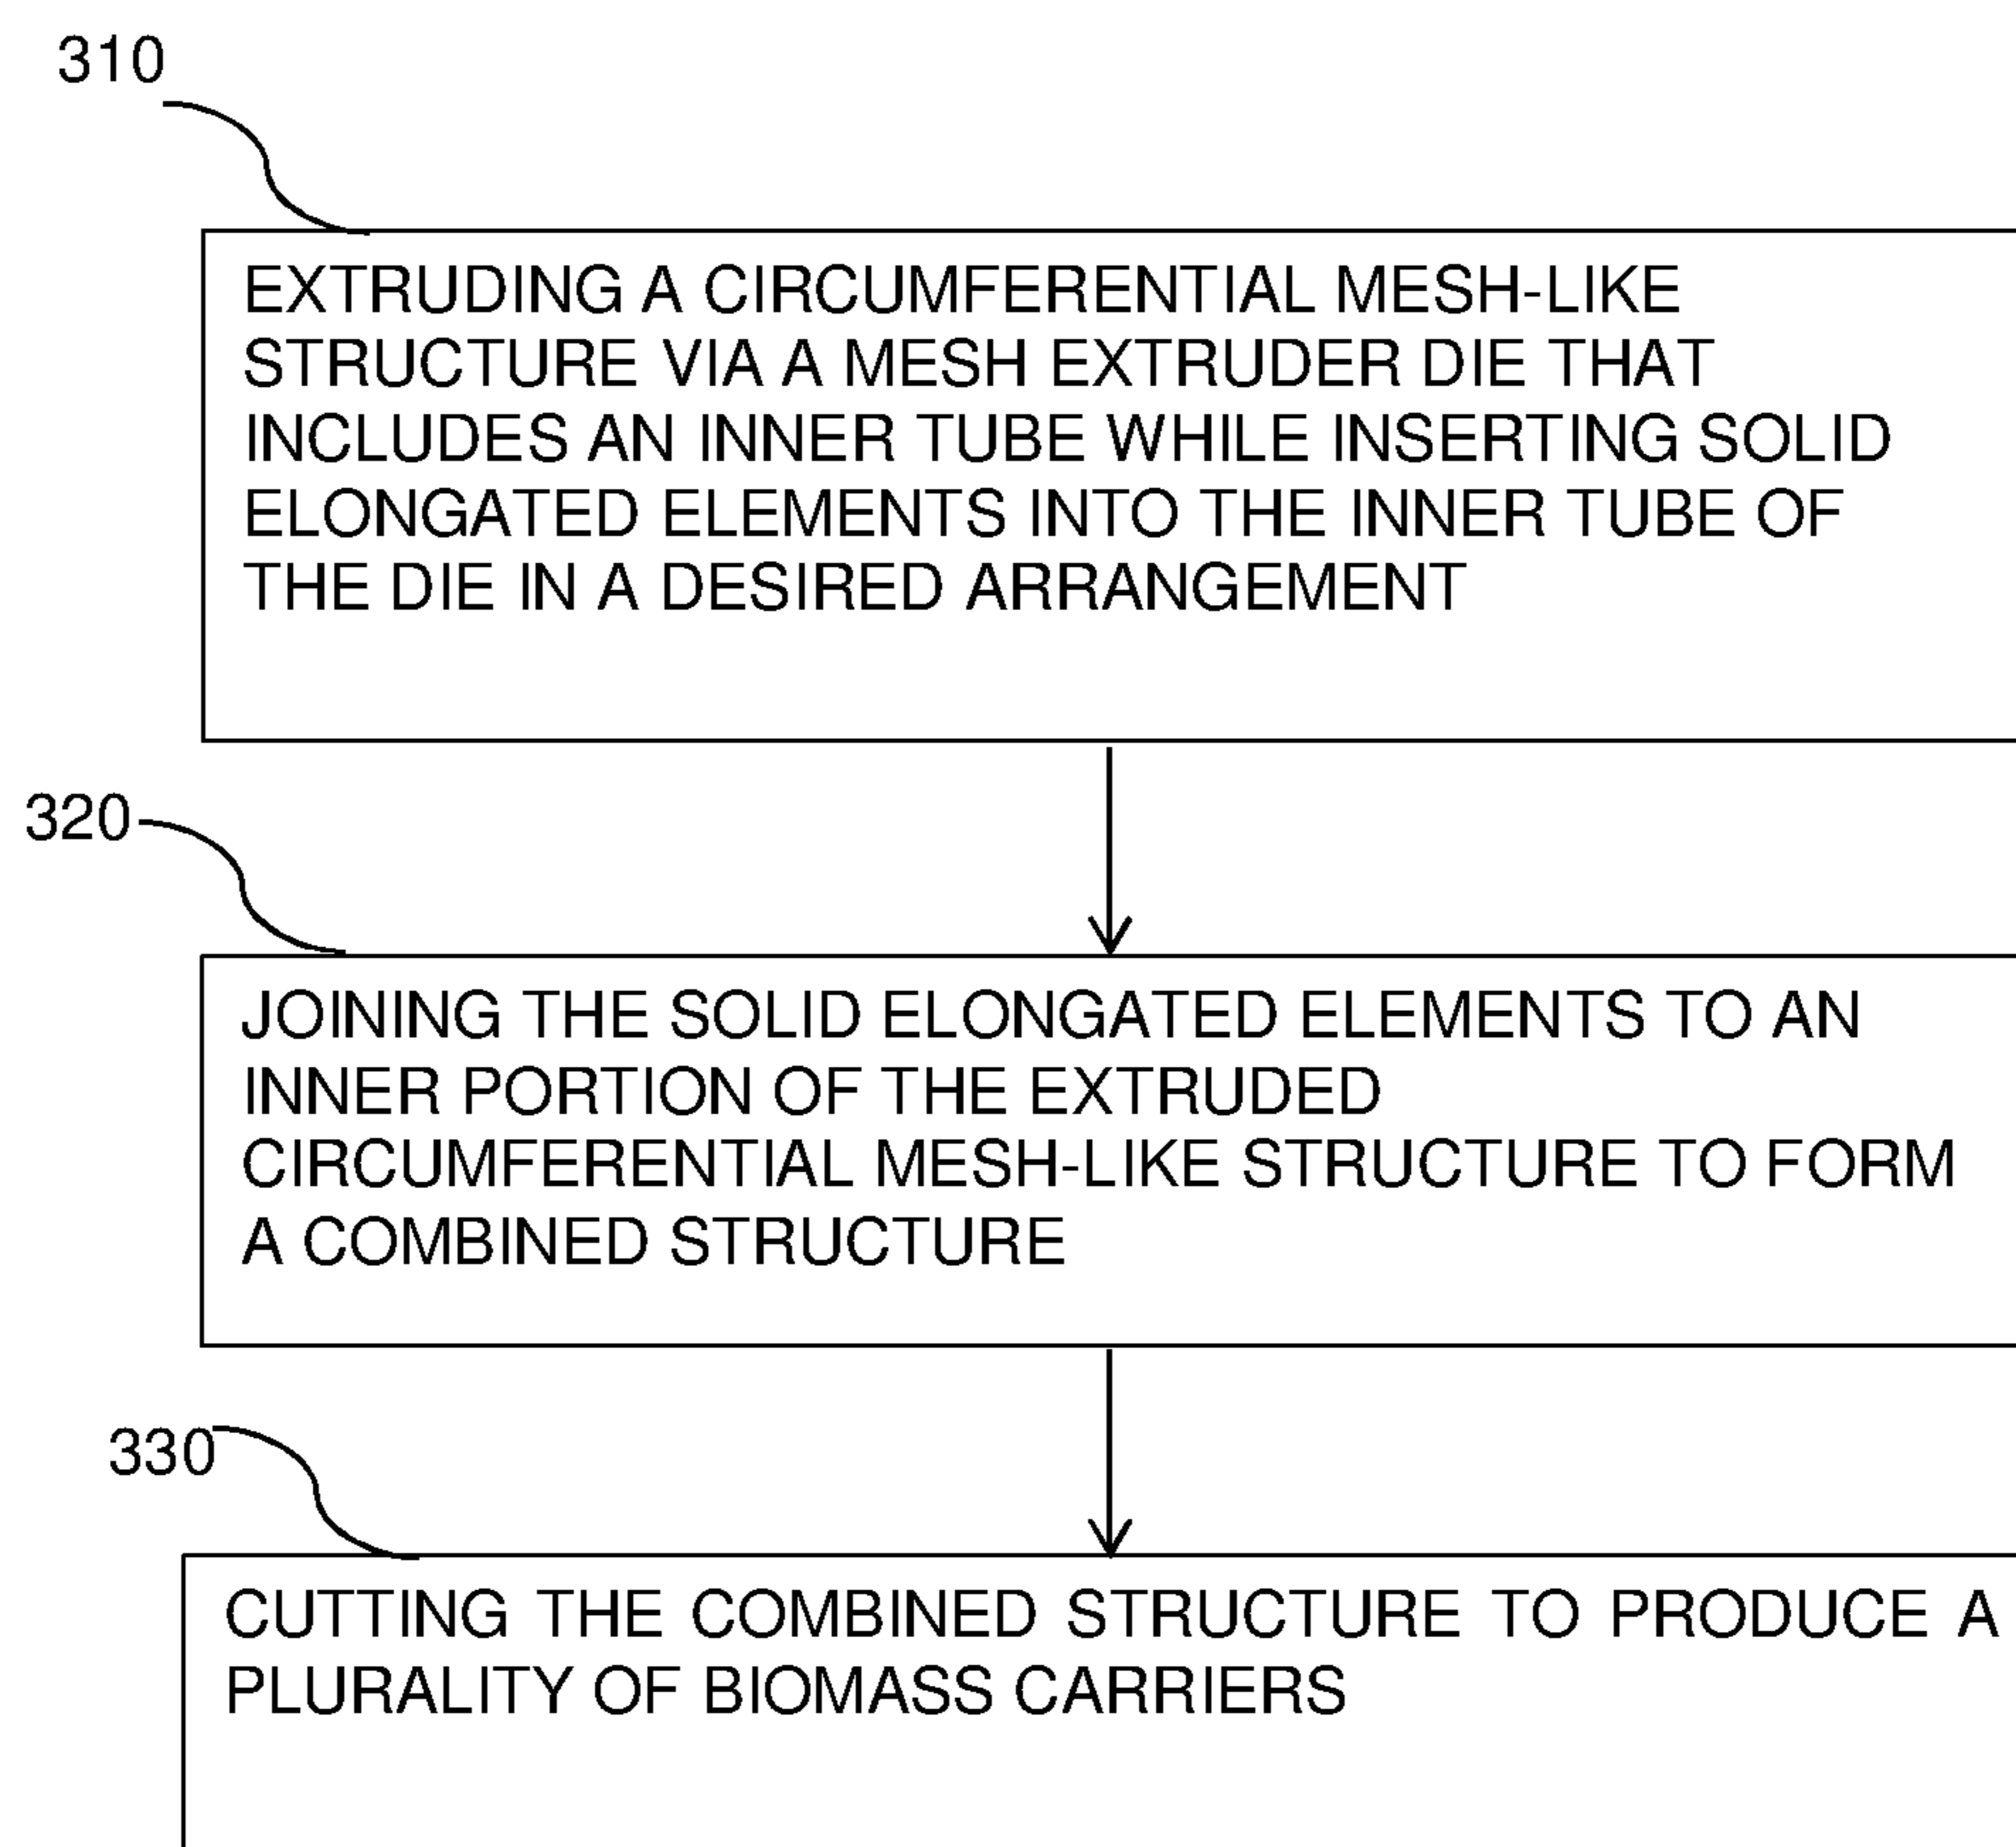 310
EXTRUDING A CIRCUMFERENTIAL MESH-LIKE
STRUCTURE VIA A MESH EXTRUDER DIE THAT
INCLUDES AN INNER TUBE WHILE INSERTING SOLID
ELONGATED ELEMENTS INTO THE INNER TUBE OF
THE DIE IN A DESIRED ARRANGEMENT
320
JOINING THE SOLID ELONGATED ELEMENTS TO AN
INNER PORTION OF THE EXTRUDED
CIRCUMFERENTIAL MESH-LIKE STRUCTURE TO FORM
A COMBINED STRUCTURE
330
CUTTING THE COMBINED STRUCTURE TO PRODUCE A
PLURALITY OF BIOMASS CARRIERS